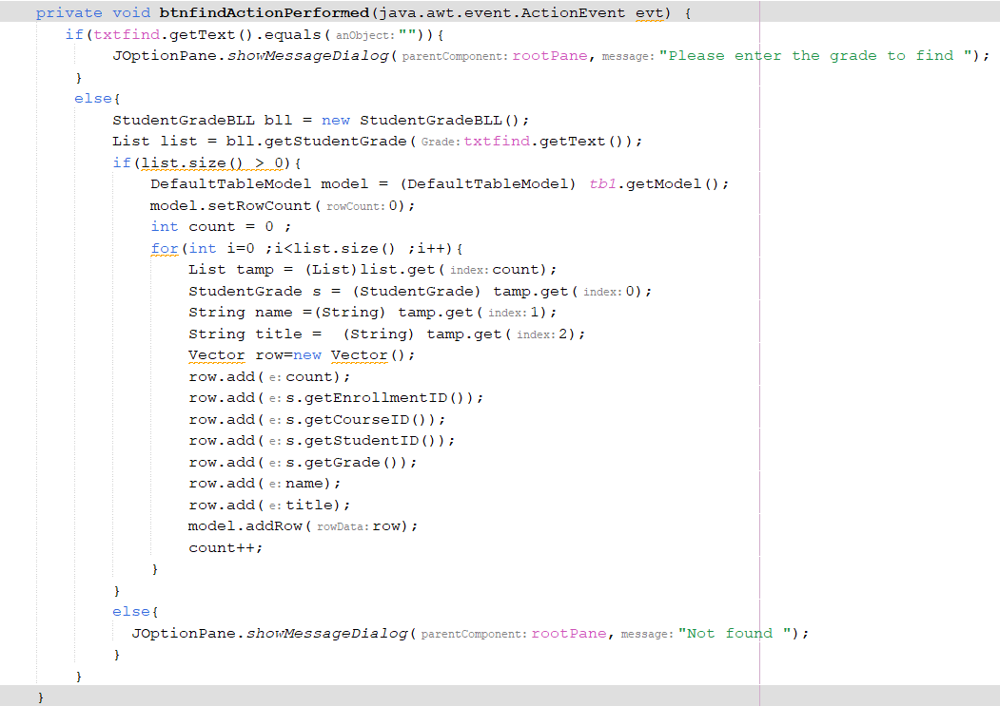 private void btnfindActionPerformed(java.awt.event.ActionEvent evt) {
if(txtfind.getText().equals( anObject: "")){
JOptionPane.showMessageDialog( parentComponent: rootPane, message: "Please enter the grade to find ");
}
else{
StudentGradeBLL bll = new StudentGradeBLL();
List list = bll.getStudentGrade( Grade: txtfind.getText());
if(list.size() > 0){
DefaultTableModel model = (DefaultTableModel) tb1.getModel();
model.setRowCount( rowCount: 0);
int count = 0 ;
for(int i=0 ;i<list.size() ;i++){
List tamp = (List)list.get( index: count);
StudentGrade s = (StudentGrade) tamp.get( index: 0);
String name =(String) tamp.get( index: 1);
String title =  (String) tamp.get( index: 2);
Vector row=new Vector();
row.add( e: count);
row.add( e: s.getEnrollmentID());
row.add( e: s.getCourseID());
row.add( e: s.getStudentID());
row.add( e: s.getGrade());
row.add( e: name);
row.add( e: title);
model.addRow( rowData: row);
count++;
}
}
else{
JOptionPane.showMessageDialog( parentComponent: rootPane, message: "Not found ");
}
}
}